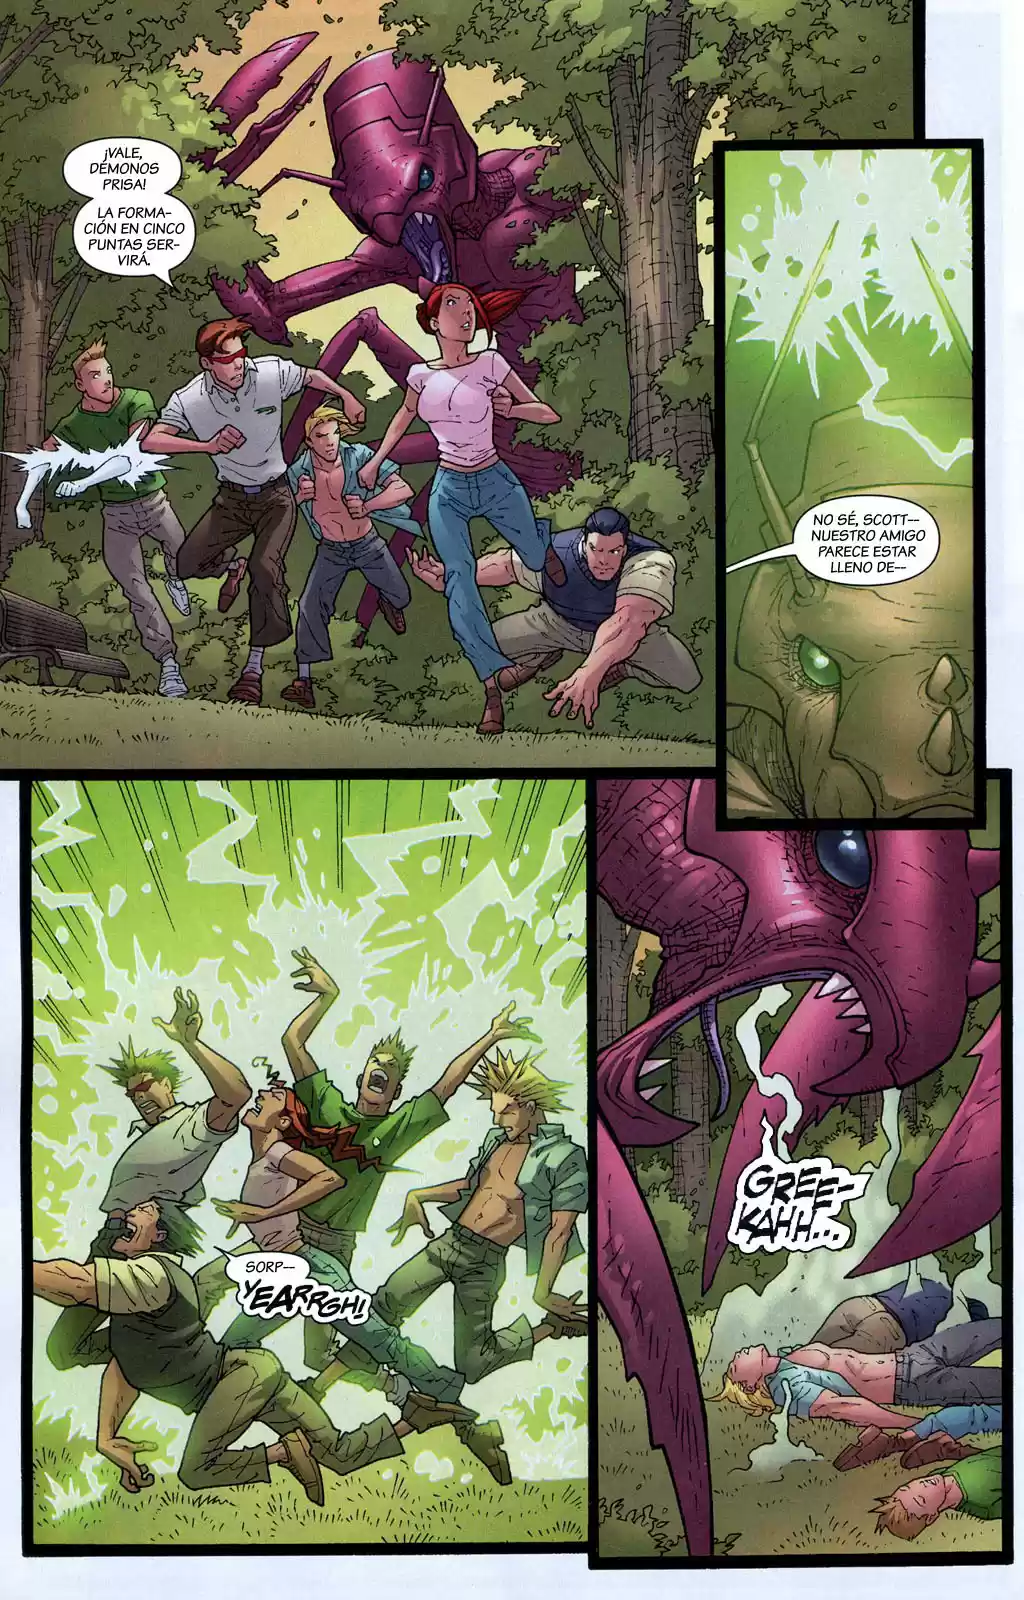 ¡VALE,
DÉMONOS
PRISA!
LA FORMA-
CIÓN EN CINCO
PUNTAS SER-
VIRÁ.
NO SÉ, SCOTT--
NUESTRO AMIGO
PARECE ESTAR
LLENO DE--
SORP--
YEARRGH!
GREE-
KAHH...